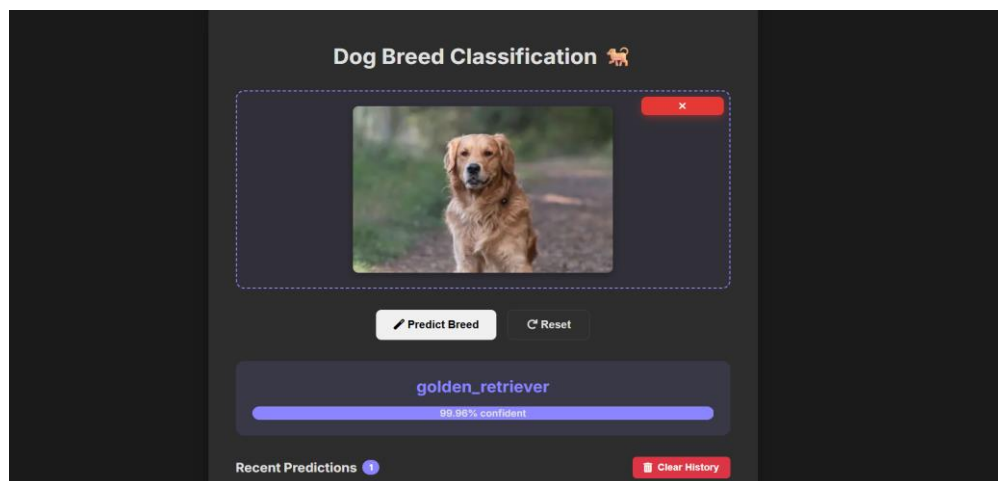 Dog Breed Classification
×
Predict Breed
Reset
golden_retriever
99.96% confident
Recent Predictions 1
Clear History